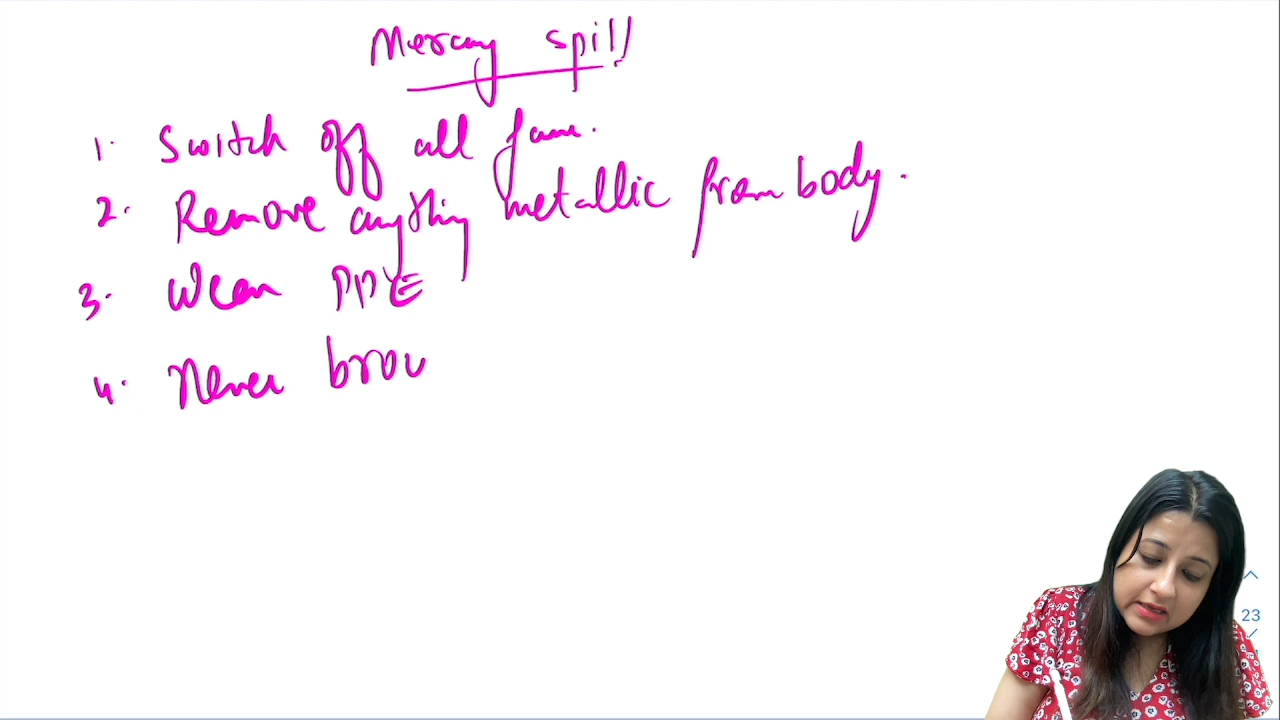 Mercury spill
1. Switch off all fans.
2. Remove anything metallic from body.
3. Wear PPE
4. Never brou
23